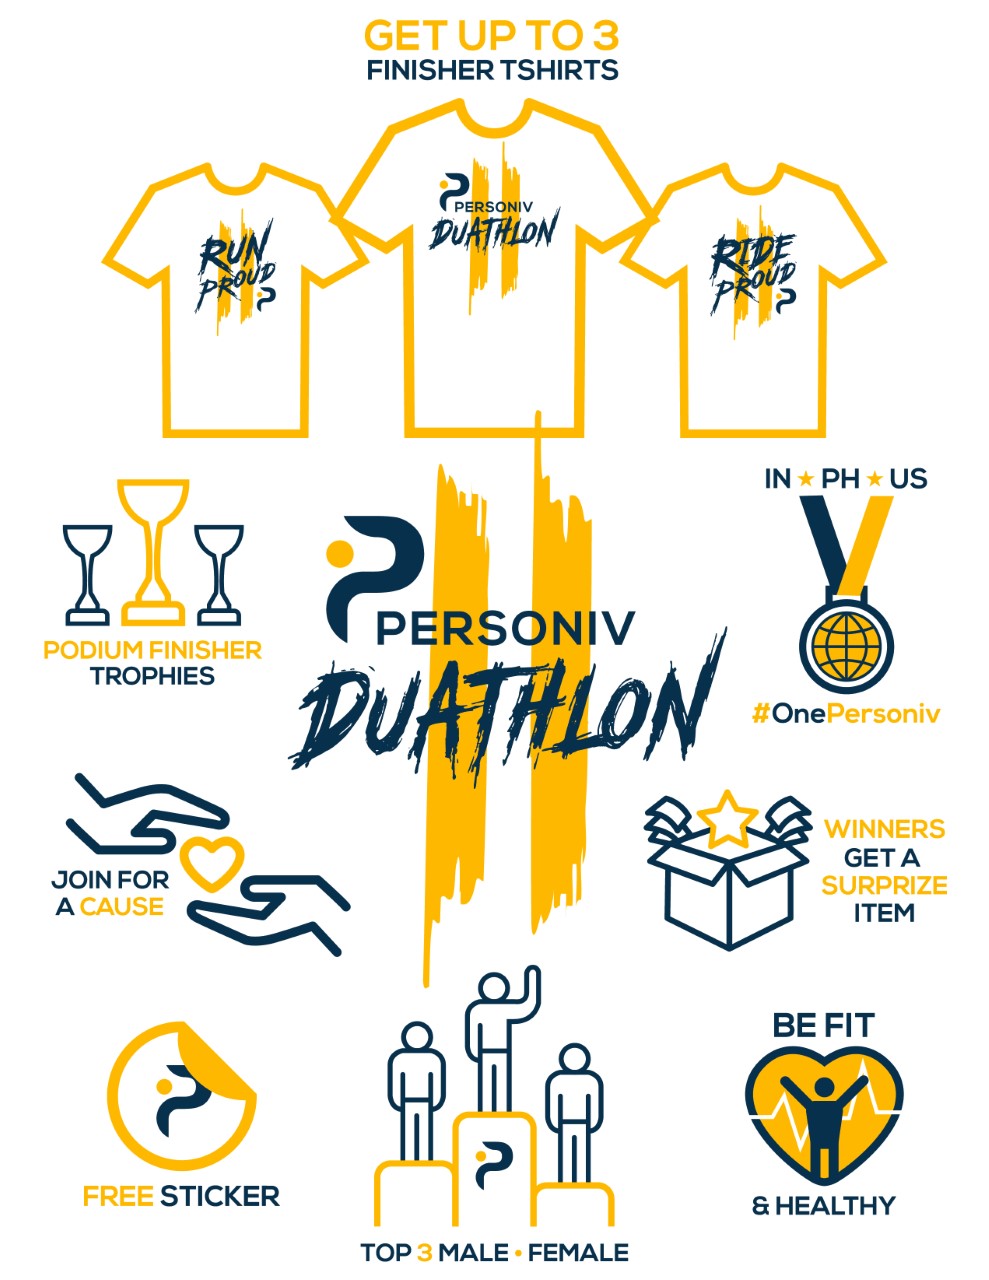 GET UP TO 3
FINISHER TSHIRTS
RUN
PROUD
PERSONIV
DUATHLON
RIDE
PROUD
IN ★ PH ★ US
PODIUM FINISHER
TROPHIES
PERSONIV
DUATHLON
#OnePersoniv
JOIN FOR
A CAUSE
WINNERS
GET A
SURPRIZE
ITEM
FREE STICKER
BE FIT
& HEALTHY
TOP 3 MALE • FEMALE